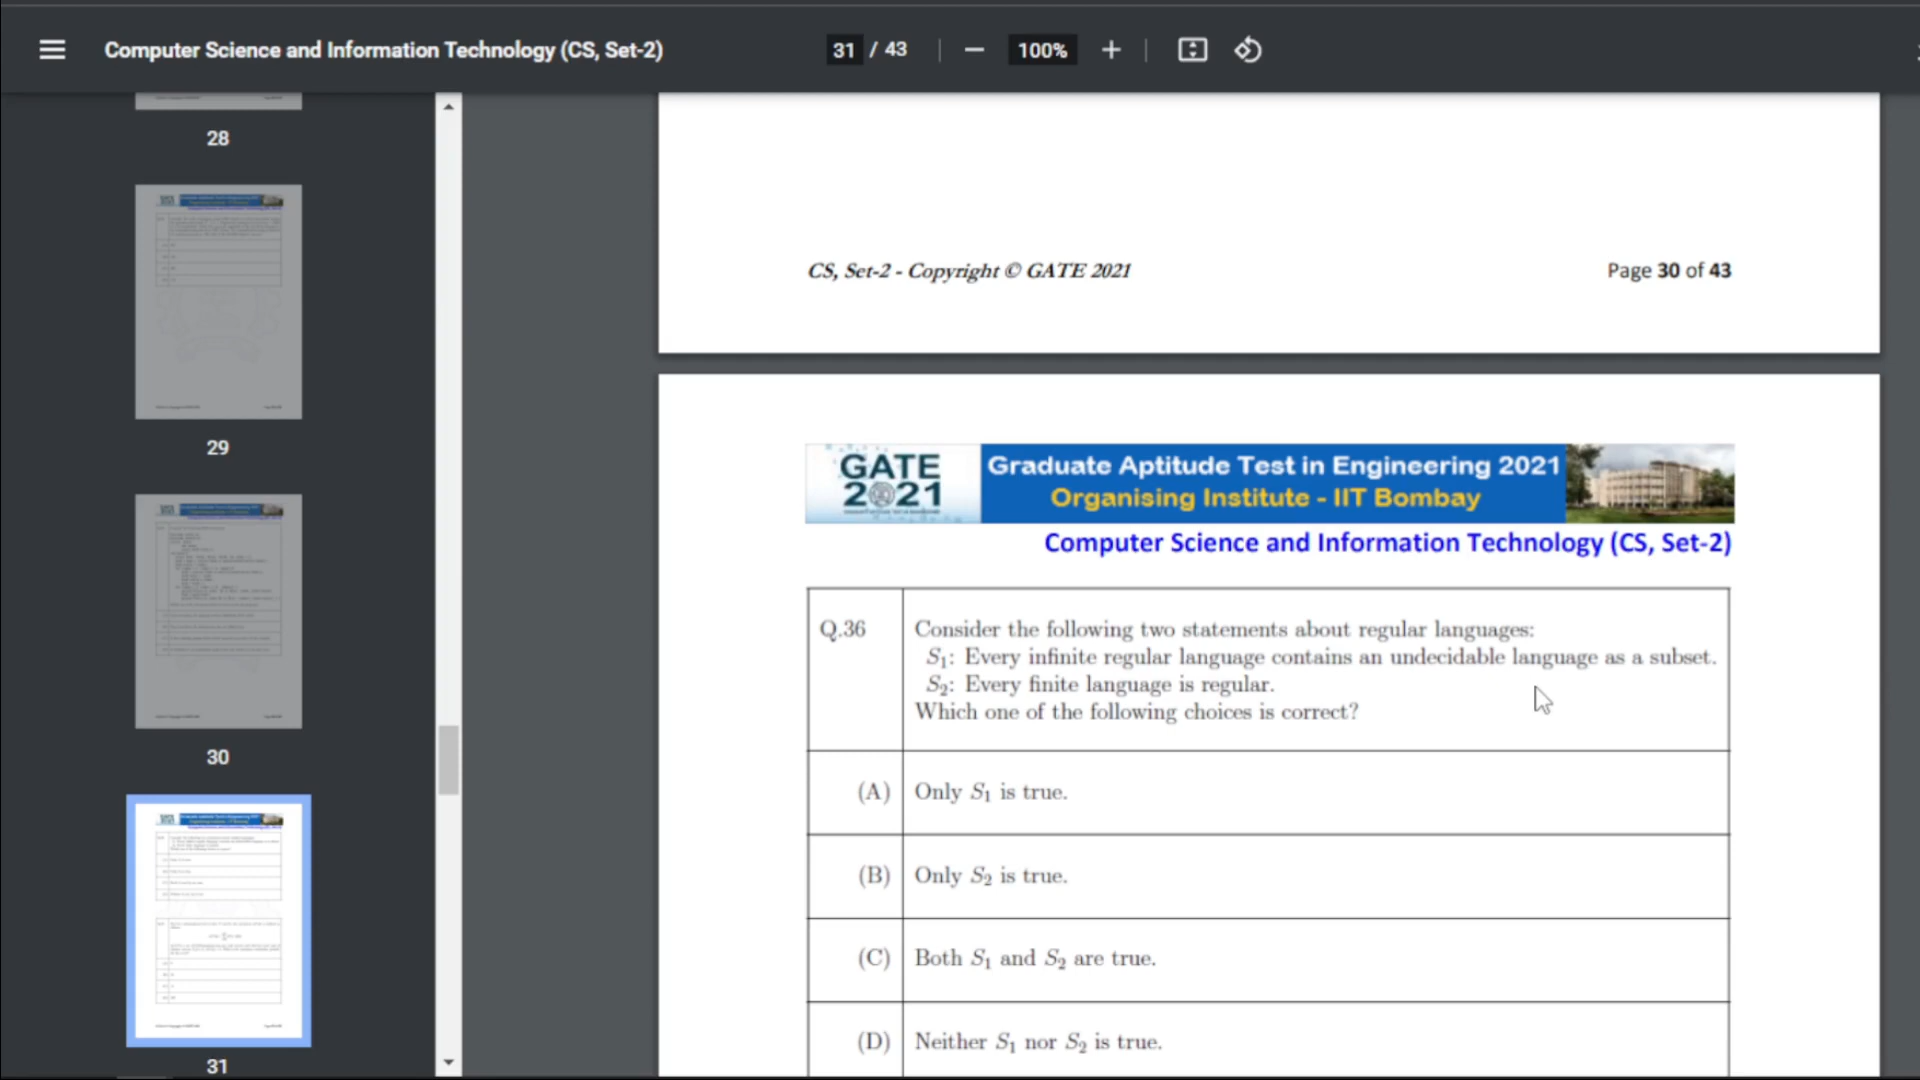 Computer Science and Information Technology (CS, Set-2)
31 / 43
100%
28
29
30
31
CS, Set-2 - Copyright © GATE 2021
Page 30 of 43
GATE
2021
Graduate Aptitude Test in Engineering 2021
Organising Institute - IIT Bombay
Computer Science and Information Technology (CS, Set-2)
Q.36
Consider the following two statements about regular languages:
S₁: Every infinite regular language contains an undecidable language as a subset.
S₂: Every finite language is regular.
Which one of the following choices is correct?
(A) Only S₁ is true.
(B) Only S₂ is true.
(C) Both S₁ and S₂ are true.
(D) Neither S₁ nor S₂ is true.